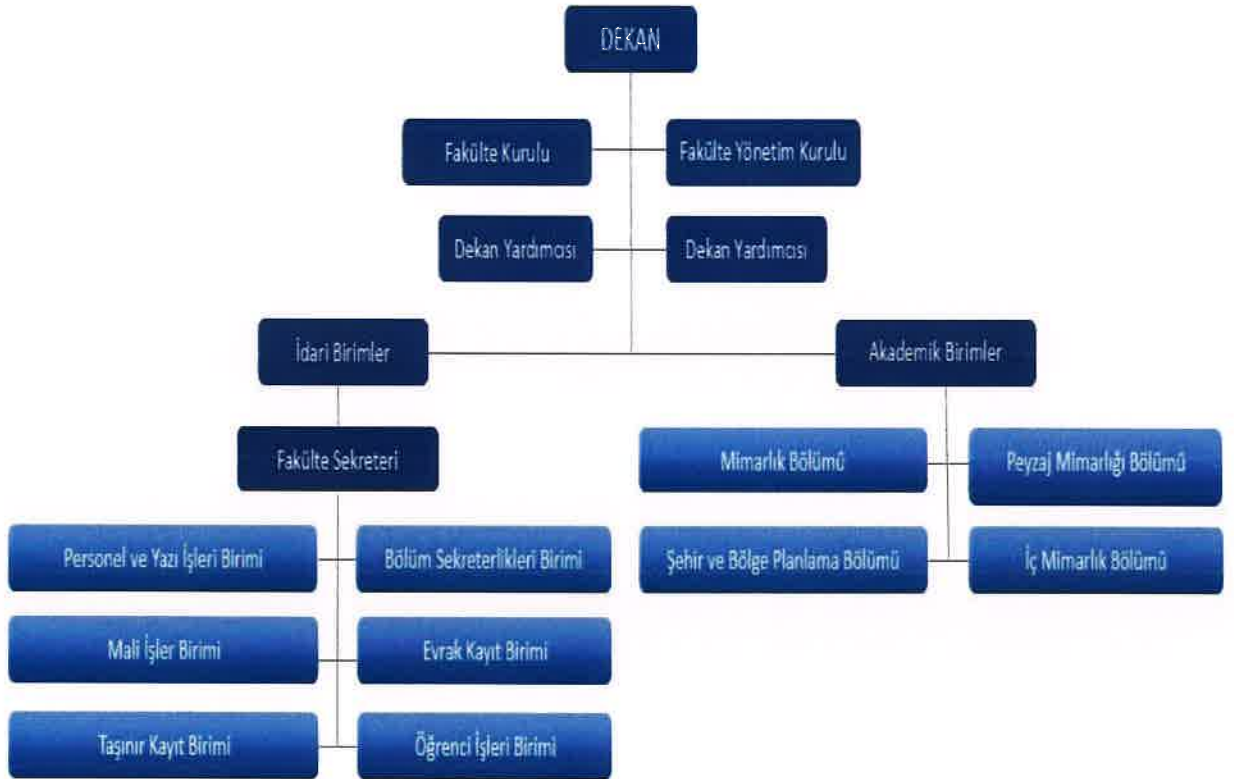 DEKAN
Fakülte Kurulu
Fakülte Yönetim Kurulu
Dekan Yardımcısı
Dekan Yardımcısı
İdari Birimler
Akademik Birimler
Fakülte Sekreteri
Mimarlık Bölümü
Peyzaj Mimarlığı Bölümü
Personel ve Yazı İşleri Birimi
Bölüm Sekreterlikleri Birimi
Şehir ve Bölge Planlama Bölümü
İç Mimarlık Bölümü
Mali İşler Birimi
Evrak Kayıt Birimi
Taşınır Kayıt Birimi
Öğrenci İşleri Birimi